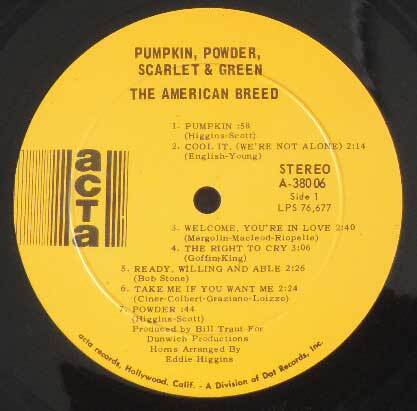 PUMPKIN, POWDER,
SCARLET & GREEN
THE AMERICAN BREED
1. PUMPKIN :58
(Higgins-Scott)
2. COOL IT, (WE'RE NOT ALONE) 2:14
(English-Young)
STEREO
A-38006
Side 1
LPS 76,677
acta
3. WELCOME, YOU'RE IN LOVE 2:40
(Margolin-Macleod-Riopelle)
4. THE RIGHT TO CRY 3:06
(Goffin-King)
5. READY, WILLING AND ABLE 2:26
(Bob Stone)
6. TAKE ME IF YOU WANT ME 2:24
(Ciner-Colbert-Graziano-Loizzo)
7. POWDER :44
(Higgins-Scott)
Produced by Bill Traut For
Dunwich Productions
Horns Arranged By
Eddie Higgins
acta records, Hollywood, Calif. - A Division of Dot Records, Inc.